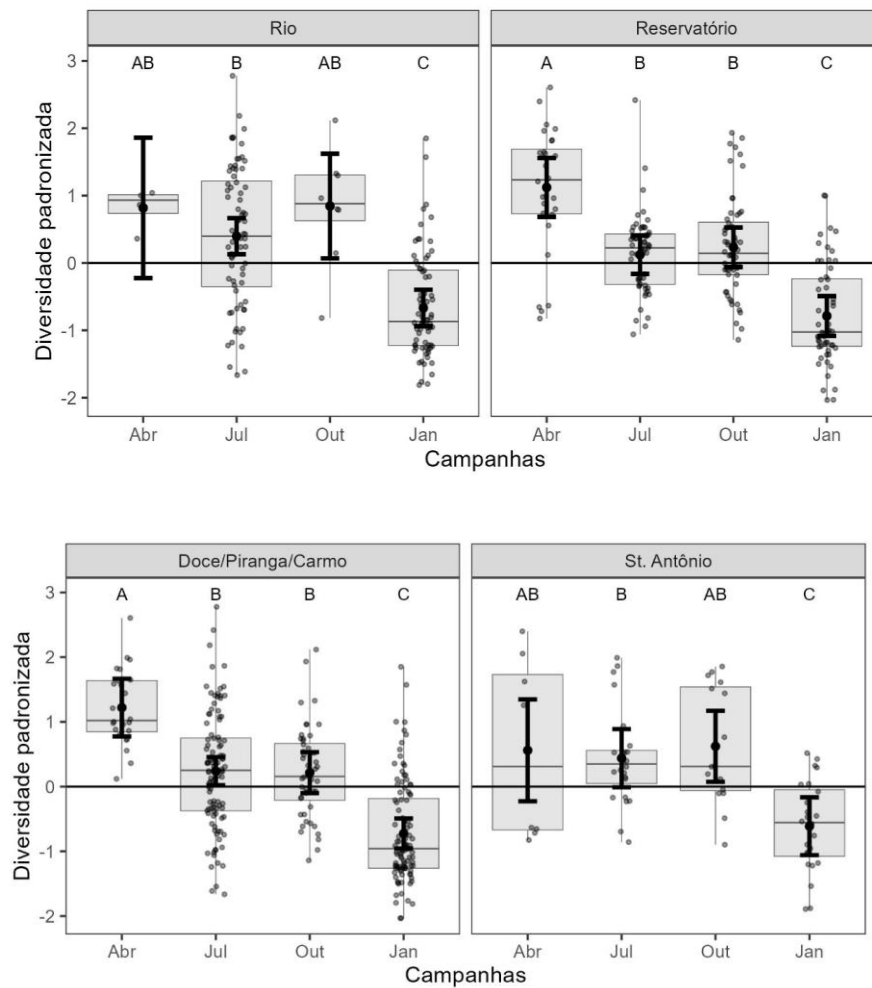 Rio
Reservatório
AB B AB C
A B B C
3
2
1
0
-1
-2
Diversidade padronizada
Abr Jul Out Jan
Abr Jul Out Jan
Campanhas
Doce/Piranga/Carmo
St. Antônio
A B B C
AB B AB C
3
2
1
0
-1
-2
Diversidade padronizada
Abr Jul Out Jan
Abr Jul Out Jan
Campanhas